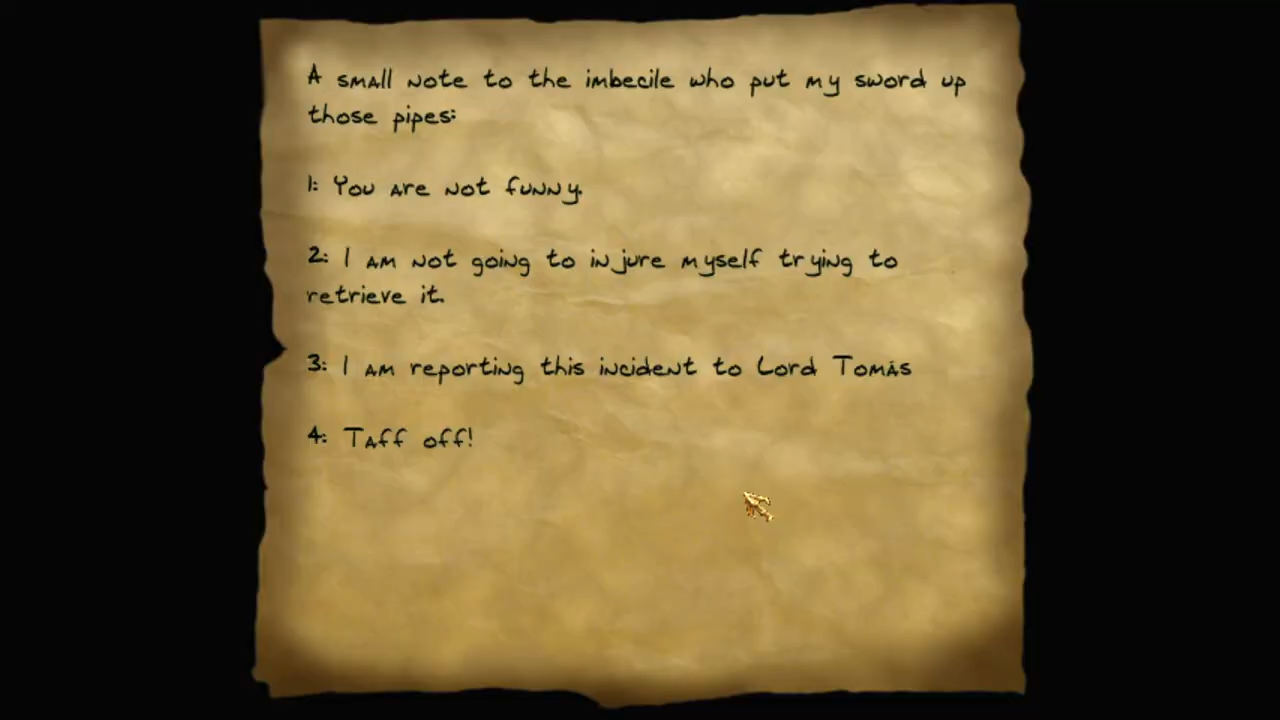 A small note to the imbecile who put my sword up
those pipes:
1: You are not funny.
2: I am not going to injure myself trying to
retrieve it.
3: I am reporting this incident to Lord Tomás
4: Taff off!